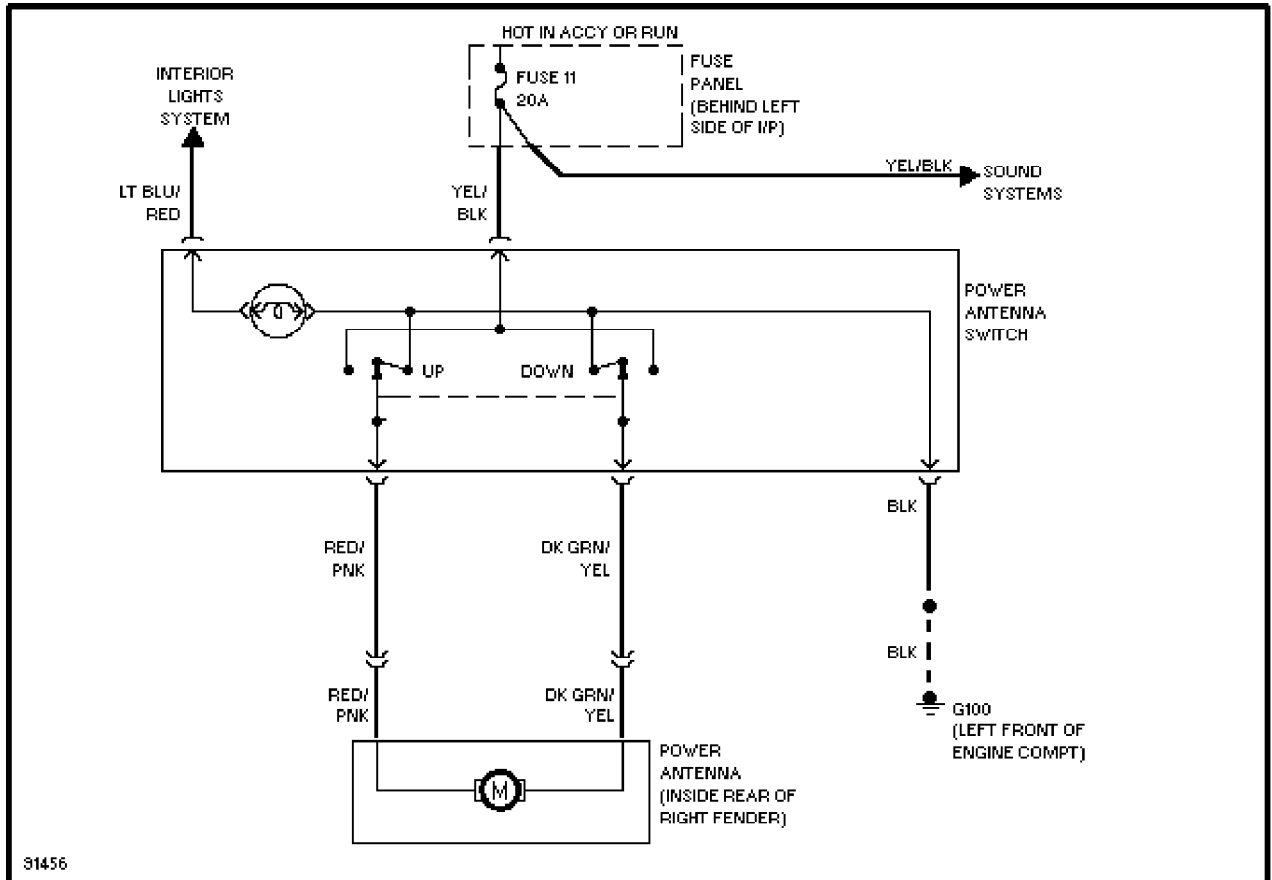 HOT IN ACCY OR RUN
FUSE 11
20A
FUSE
PANEL
(BEHIND LEFT
SIDE OF I/P)
INTERIOR
LIGHTS
SYSTEM
YEL/BLK
SOUND
SYSTEMS
LT BLU/
RED
YEL/
BLK
POWER
ANTENNA
SWITCH
UP
DOWN
BLK
RED/
PNK
DK GRN/
YEL
BLK
RED/
PNK
DK GRN/
YEL
G100
(LEFT FRONT OF
ENGINE COMPT)
POWER
ANTENNA
(INSIDE REAR OF
RIGHT FENDER)
M
91456